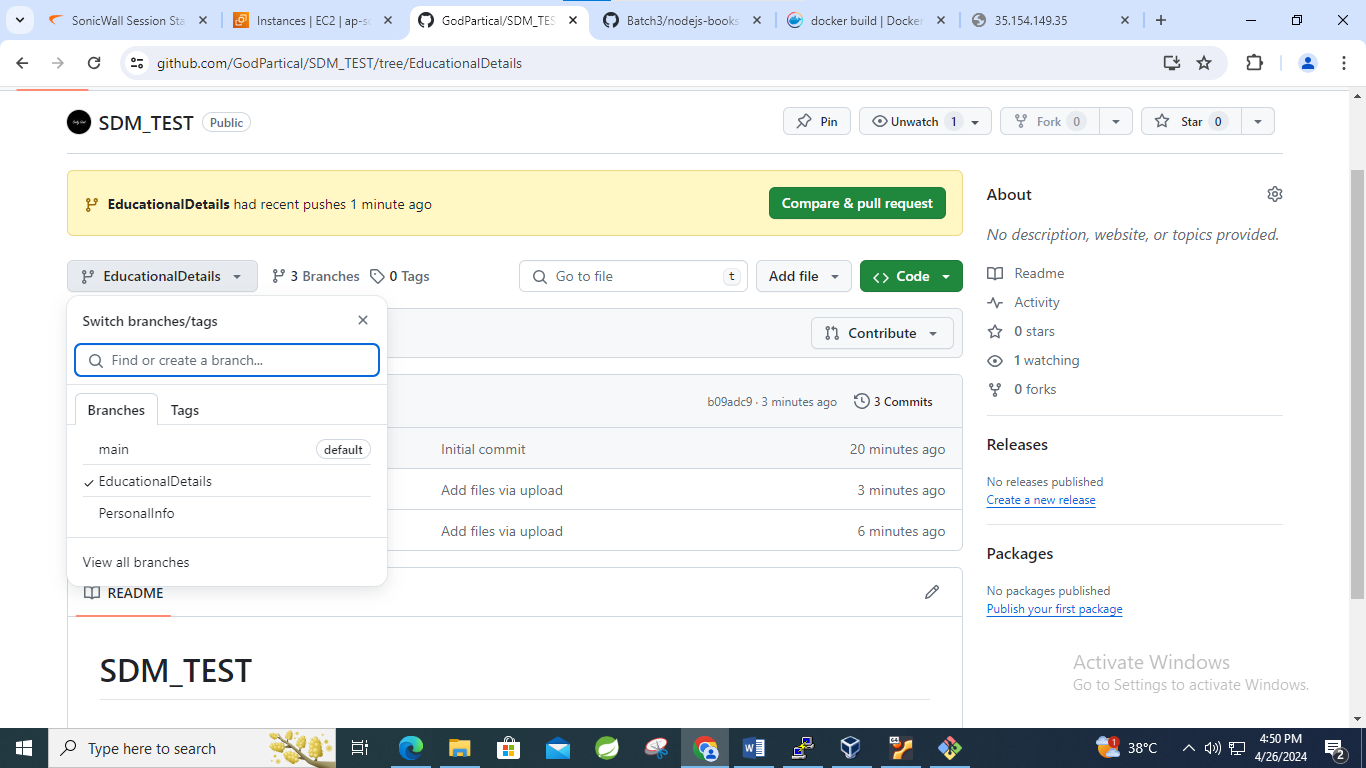 SonicWall Session Sta
Instances | EC2 | ap-so
GodPartical/SDM_TES
Batch3/nodejs-books
docker build | Docker
35.154.149.35
github.com/GodPartical/SDM_TEST/tree/EducationalDetails
SDM_TEST Public
Pin
Unwatch 1
Fork 0
Star 0
EducationalDetails had recent pushes 1 minute ago
Compare & pull request
EducationalDetails
3 Branches
0 Tags
Go to file t
Add file
Code
Switch branches/tags
Find or create a branch...
Branches
Tags
main default
EducationalDetails
PersonalInfo
View all branches
Contribute
b09adc9 · 3 minutes ago
3 Commits
Initial commit 20 minutes ago
Add files via upload 3 minutes ago
Add files via upload 6 minutes ago
README
SDM_TEST
About
No description, website, or topics provided.
Readme
Activity
0 stars
1 watching
0 forks
Releases
No releases published
Create a new release
Packages
No packages published
Publish your first package
Activate Windows
Go to Settings to activate Windows.
Type here to search
1
38°C
4:50 PM
4/26/2024
2